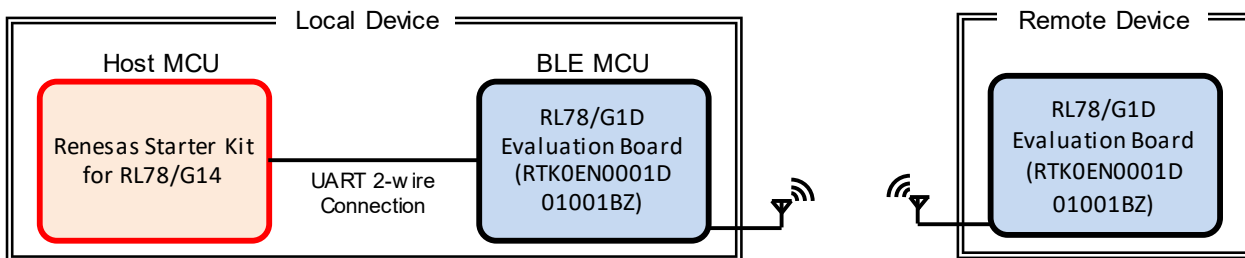 Local Device
Remote Device
Host MCU
BLE MCU
Renesas Starter Kit
for RL78/G14
UART 2-wire
Connection
RL78/G1D
Evaluation Board
(RTK0EN0001D
01001BZ)
RL78/G1D
Evaluation Board
(RTK0EN0001D
01001BZ)